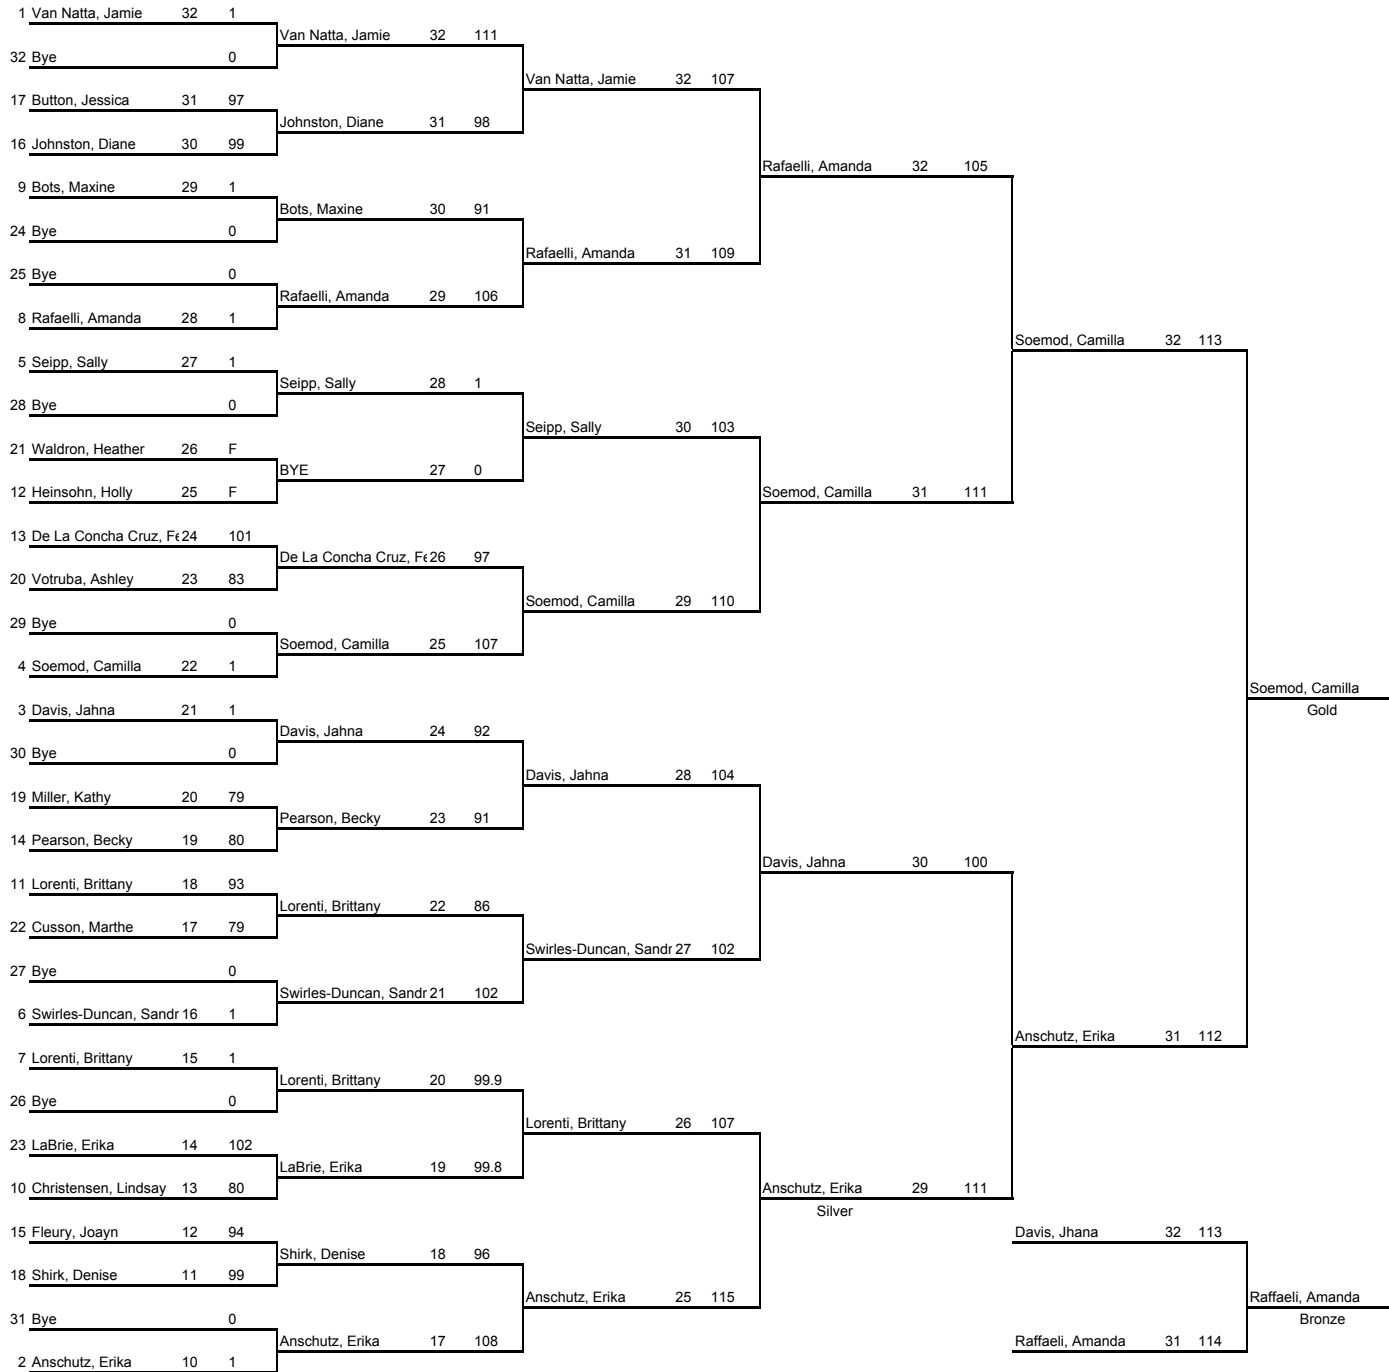 1 Van Natta, Jamie 32 1
Van Natta, Jamie 32 111
32 Bye 0
Van Natta, Jamie 32 107
17 Button, Jessica 31 97
Johnston, Diane 31 98
16 Johnston, Diane 30 99
Rafaelli, Amanda 32 105
9 Bots, Maxine 29 1
Bots, Maxine 30 91
24 Bye 0
Rafaelli, Amanda 31 109
25 Bye 0
Rafaelli, Amanda 29 106
8 Rafaelli, Amanda 28 1
Soemod, Camilla 32 113
5 Seipp, Sally 27 1
Seipp, Sally 28 1
28 Bye 0
Seipp, Sally 30 103
21 Waldron, Heather 26 F
BYE 27 0
12 Heinsohn, Holly 25 F
Soemod, Camilla 31 111
13 De La Concha Cruz, Fe 24 101
De La Concha Cruz, Fe 26 97
20 Votruba, Ashley 23 83
Soemod, Camilla 29 110
29 Bye 0
Soemod, Camilla 25 107
4 Soemod, Camilla 22 1
Soemod, Camilla
Gold
3 Davis, Jahna 21 1
Davis, Jahna 24 92
30 Bye 0
Davis, Jahna 28 104
19 Miller, Kathy 20 79
Pearson, Becky 23 91
14 Pearson, Becky 19 80
Davis, Jahna 30 100
11 Lorenti, Brittany 18 93
Lorenti, Brittany 22 86
22 Cusson, Marthe 17 79
Swirles-Duncan, Sandr 27 102
27 Bye 0
Swirles-Duncan, Sandr 21 102
6 Swirles-Duncan, Sandr 16 1
Anschutz, Erika 31 112
7 Lorenti, Brittany 15 1
Lorenti, Brittany 20 99.9
26 Bye 0
Lorenti, Brittany 26 107
23 LaBrie, Erika 14 102
LaBrie, Erika 19 99.8
10 Christensen, Lindsay 13 80
Anschutz, Erika 29 111
Silver
15 Fleury, Joayn 12 94
Davis, Jhana 32 113
Shirk, Denise 18 96
18 Shirk, Denise 11 99
Anschutz, Erika 25 115
Raffaeli, Amanda
Bronze
31 Bye 0
Anschutz, Erika 17 108
Raffaeli, Amanda 31 114
2 Anschutz, Erika 10 1